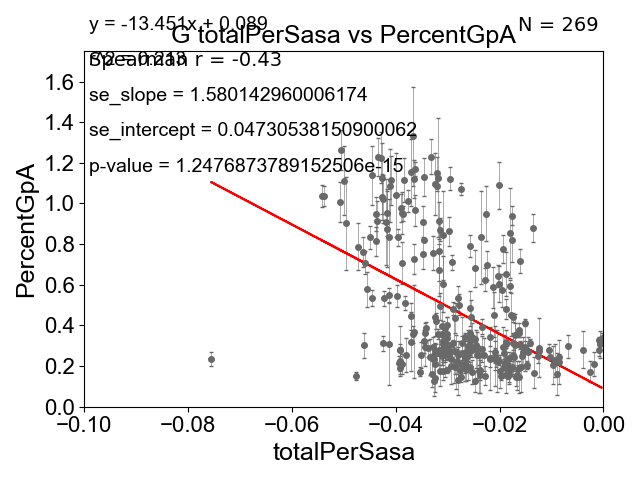 y = -13.451x + 0.089
N = 269
G totalPerSasa vs PercentGpA
Spearman r = -0.43
se_slope = 1.580142960006174
se_intercept = 0.04730538150900062
p-value = 1.2476873789152506e-15
PercentGpA
1.6
1.4
1.2
1.0
0.8
0.6
0.4
0.2
0.0
−0.10
−0.08
−0.06
−0.04
−0.02
0.00
totalPerSasa